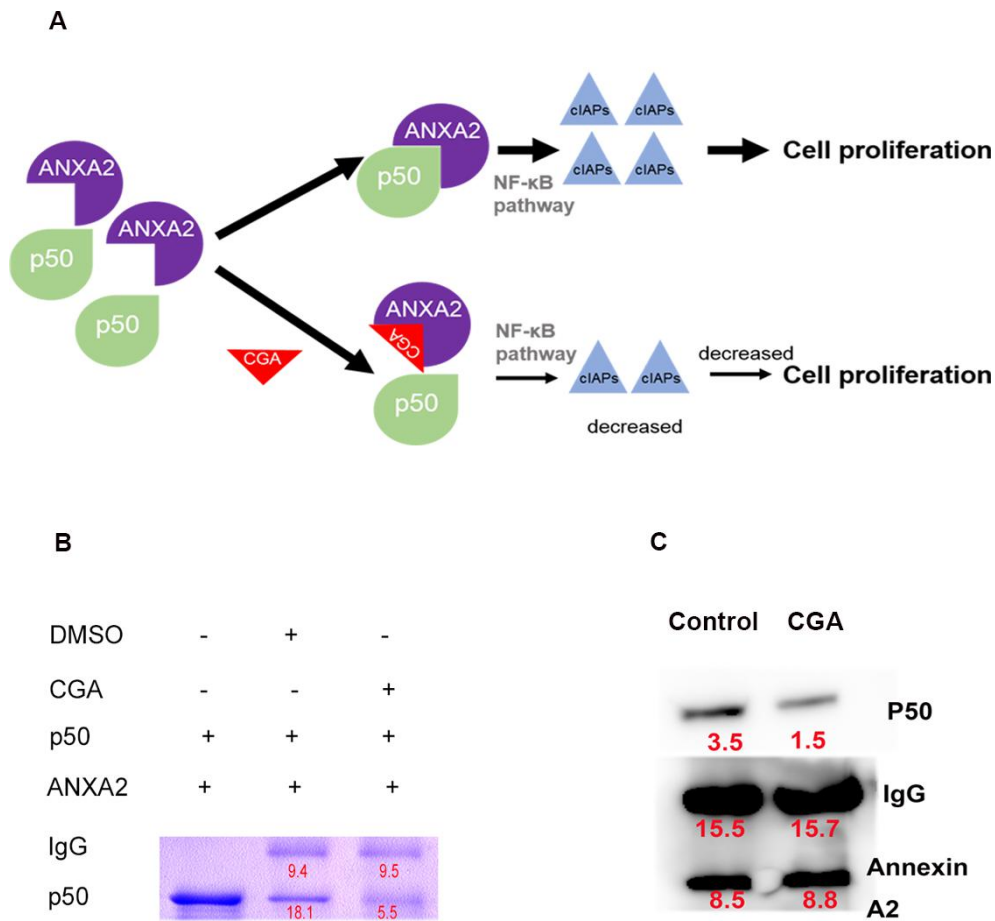 A
ANXA2
ANXA2
p50
p50
CGA
ANXA2
p50
NF-κB
pathway
cIAPs cIAPs
cIAPs cIAPs
Cell proliferation
ANXA2
CGA
p50
NF-κB
pathway
cIAPs cIAPs
decreased
decreased
Cell proliferation
B
DMSO - + -
CGA - - +
p50 + + +
ANXA2 + + +
IgG
9.4 9.5
p50
18.1 5.5
C
Control CGA
P50
3.5 1.5
IgG
15.5 15.7
Annexin
A2
8.5 8.8